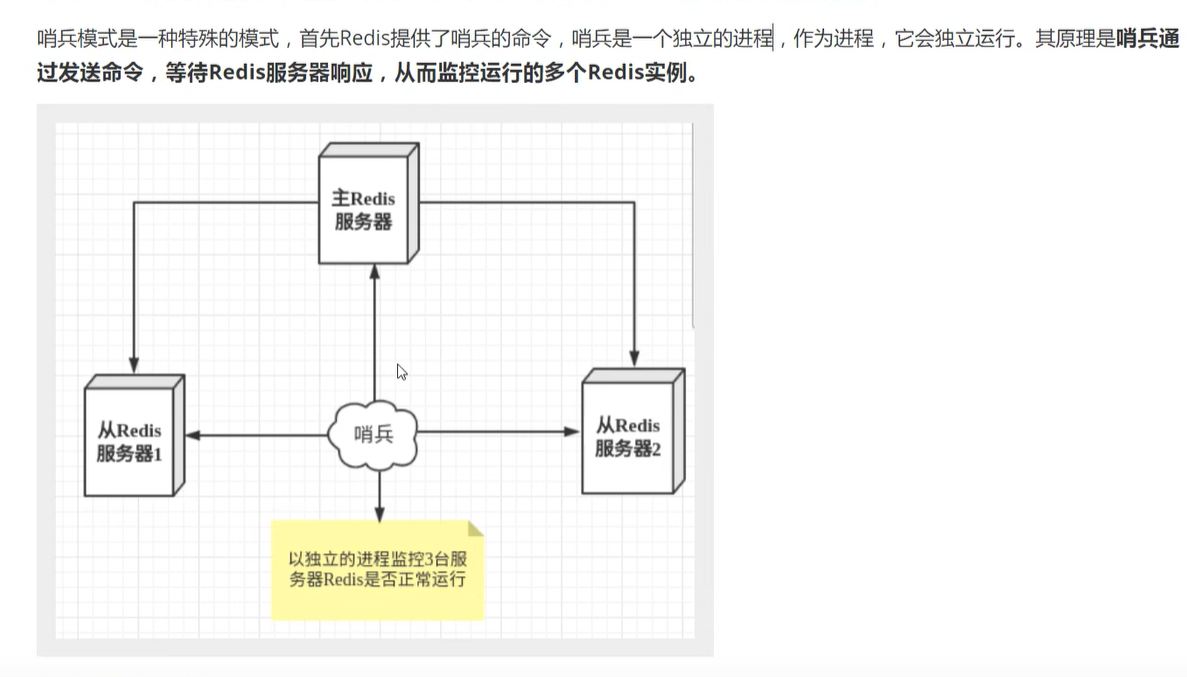 哨兵模式是一种特殊的模式，首先Redis提供了哨兵的命令，哨兵是一个独立的进程，作为进程，它会独立运行。其原理是哨兵通
过发送命令，等待Redis服务器响应，从而监控运行的多个Redis实例。
主Redis
服务器
从Redis
服务器1
哨兵
从Redis
服务器2
以独立的进程监控3台服
务器Redis是否正常运行